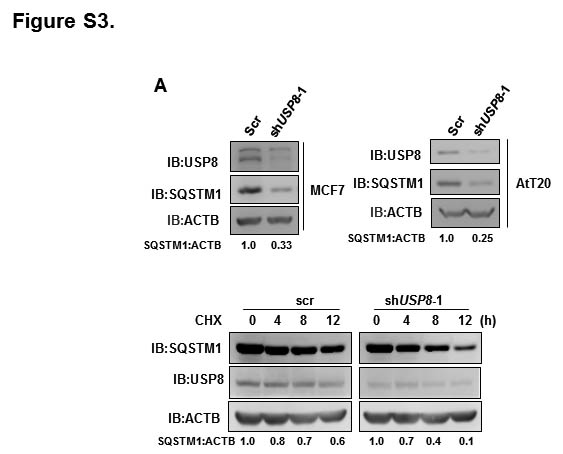 Figure S3.
A
Scr shUSP8-1
IB:USP8
IB:SQSTM1
IB:ACTB
SQSTM1:ACTB 1.0 0.33
MCF7
Scr shUSP8-1
IB:USP8
IB:SQSTM1
IB:ACTB
SQSTM1:ACTB 1.0 0.25
AtT20
scr shUSP8-1
CHX 0 4 8 12 0 4 8 12 (h)
IB:SQSTM1
IB:USP8
IB:ACTB
SQSTM1:ACTB 1.0 0.8 0.7 0.6 1.0 0.7 0.4 0.1